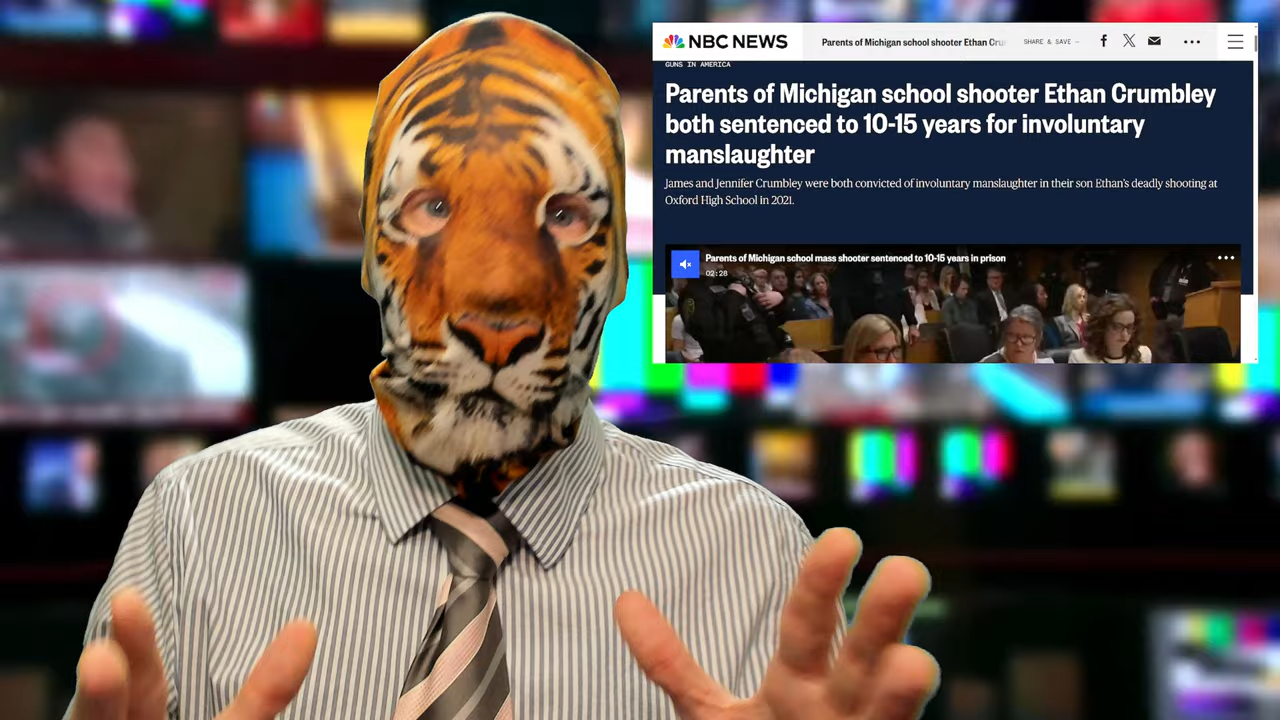 NBC NEWS
Parents of Michigan school shooter Ethan Cru
SHARE & SAVE –
GUNS IN AMERICA
Parents of Michigan school shooter Ethan Crumbley
both sentenced to 10-15 years for involuntary
manslaughter
James and Jennifer Crumbley were both convicted of involuntary manslaughter in their son Ethan's deadly shooting at
Oxford High School in 2021.
Parents of Michigan school mass shooter sentenced to 10-15 years in prison
02:28